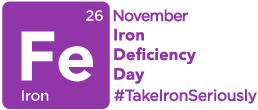 26
Fe
Iron
November
Iron
Deficiency
Day
#TakeIronSeriously